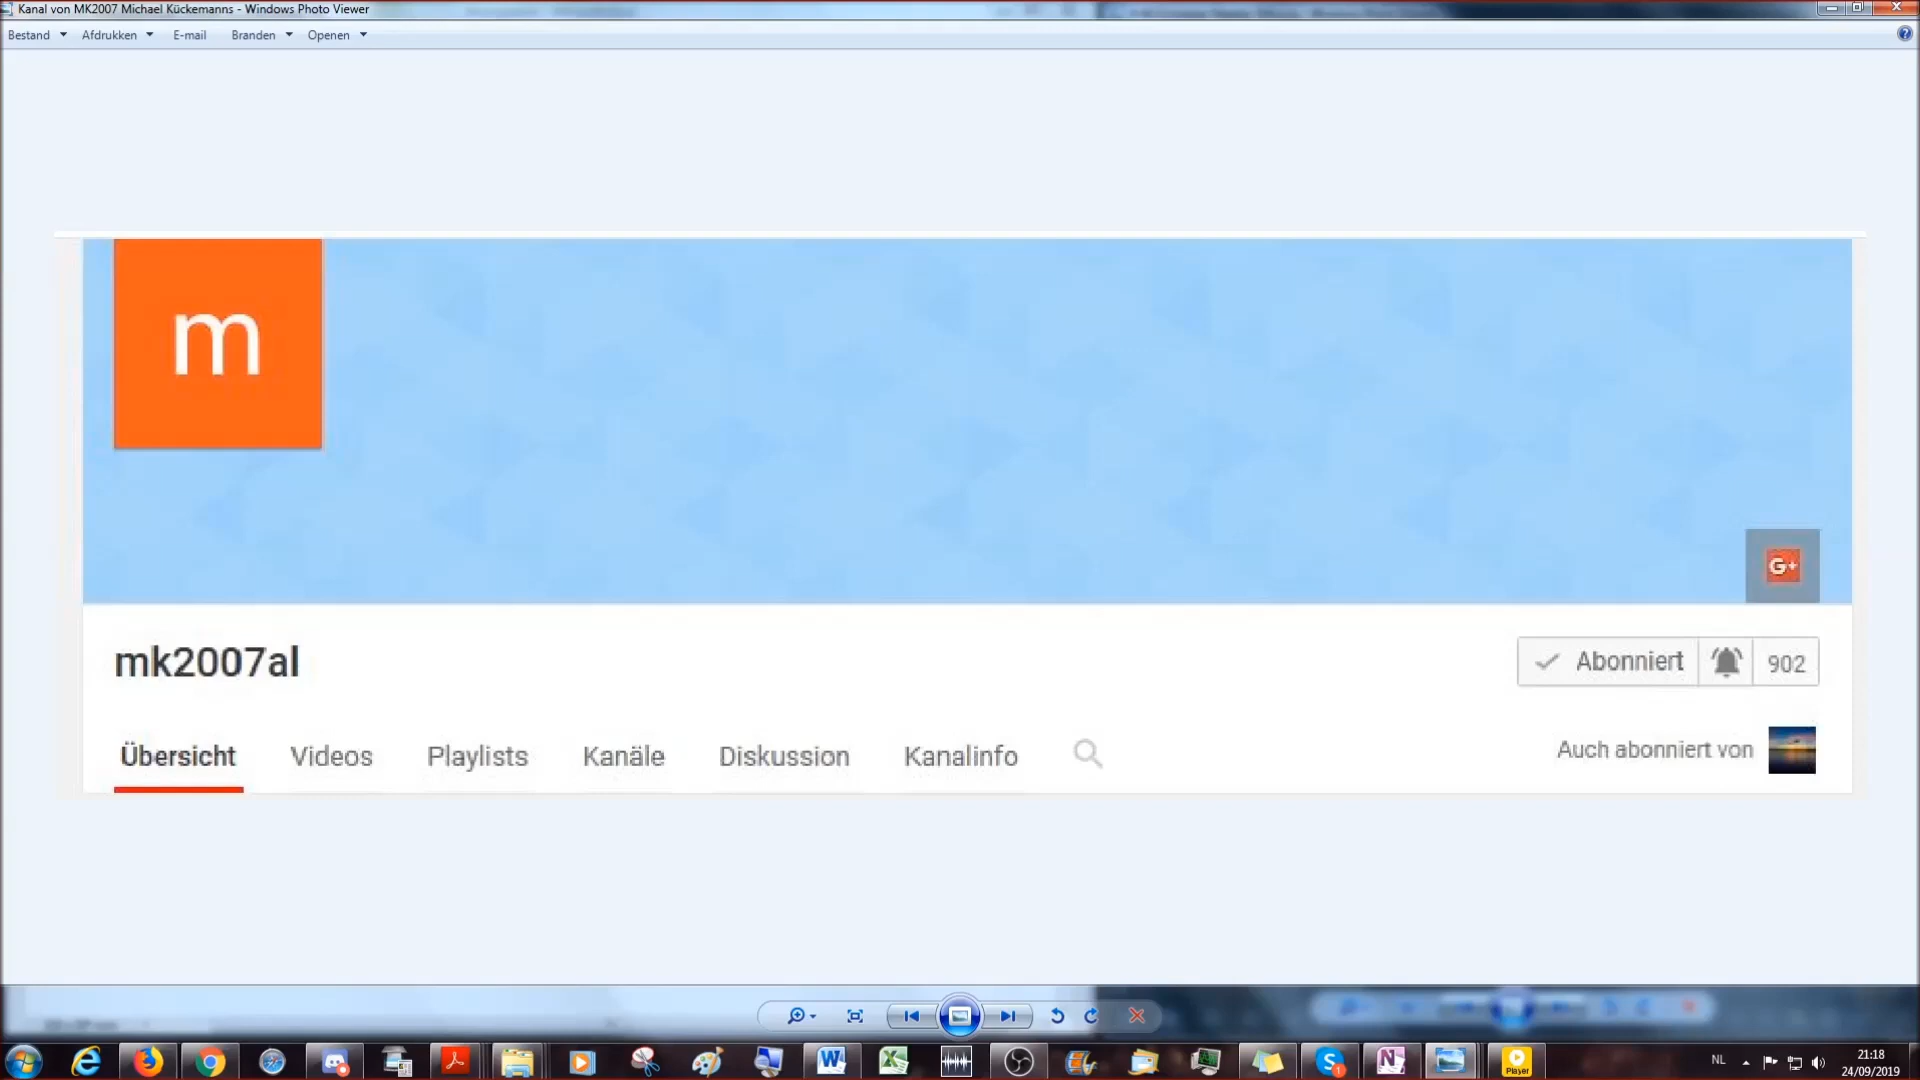 Kanal von MK2007 Michael Kückemanns - Windows Photo Viewer
Bestand Afdrukken E-mail Branden Openen
m
G+
mk2007al
Abonniert 902
Übersicht Videos Playlists Kanäle Diskussion Kanalinfo
Auch abonniert von
NL
21:18
24/09/2019
Player